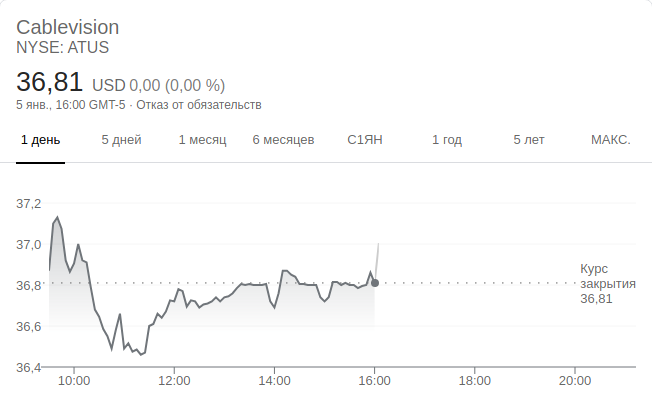 Cablevision
NYSE: ATUS
36,81 USD 0,00 (0,00 %)
5 янв., 16:00 GMT-5 · Отказ от обязательств
1 день 5 дней 1 месяц 6 месяцев С1ЯН 1 год 5 лет МАКС.
37,2
37,0
36,8
36,6
36,4
Курс
закрытия
36,81
10:00 12:00 14:00 16:00 18:00 20:00